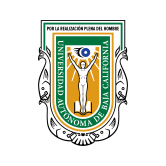 POR LA REALIZACIÓN PLENA DEL HOMBRE
UNIVERSIDAD AUTÓNOMA DE BAJA CALIFORNIA